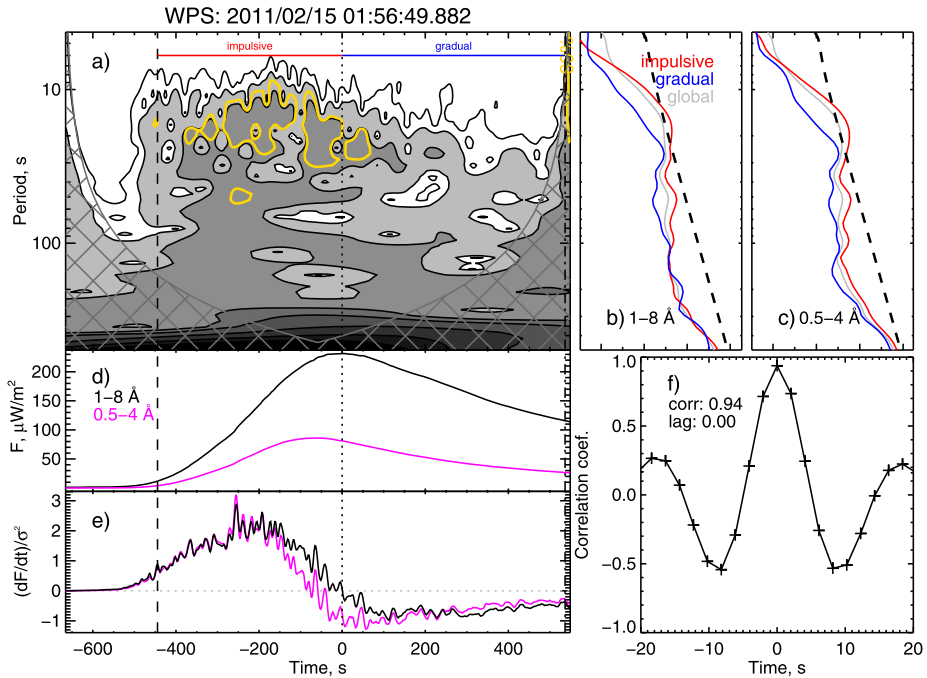 WPS: 2011/02/15 01:56:49.882
a)
impulsive
gradual
10
100
Period, s
impulsive
gradual
global
b) 1−8 Å
c) 0.5−4 Å
d)
1−8 Å
0.5−4 Å
200
150
100
50
F, μW/m²
e)
3
2
1
0
−1
(dF/dt)/σ²
−600
−400
−200
0
200
400
Time, s
f)
corr: 0.94
lag: 0.00
1.0
0.5
0.0
−0.5
−1.0
Correlation coef.
−20
−10
0
10
20
Time, s